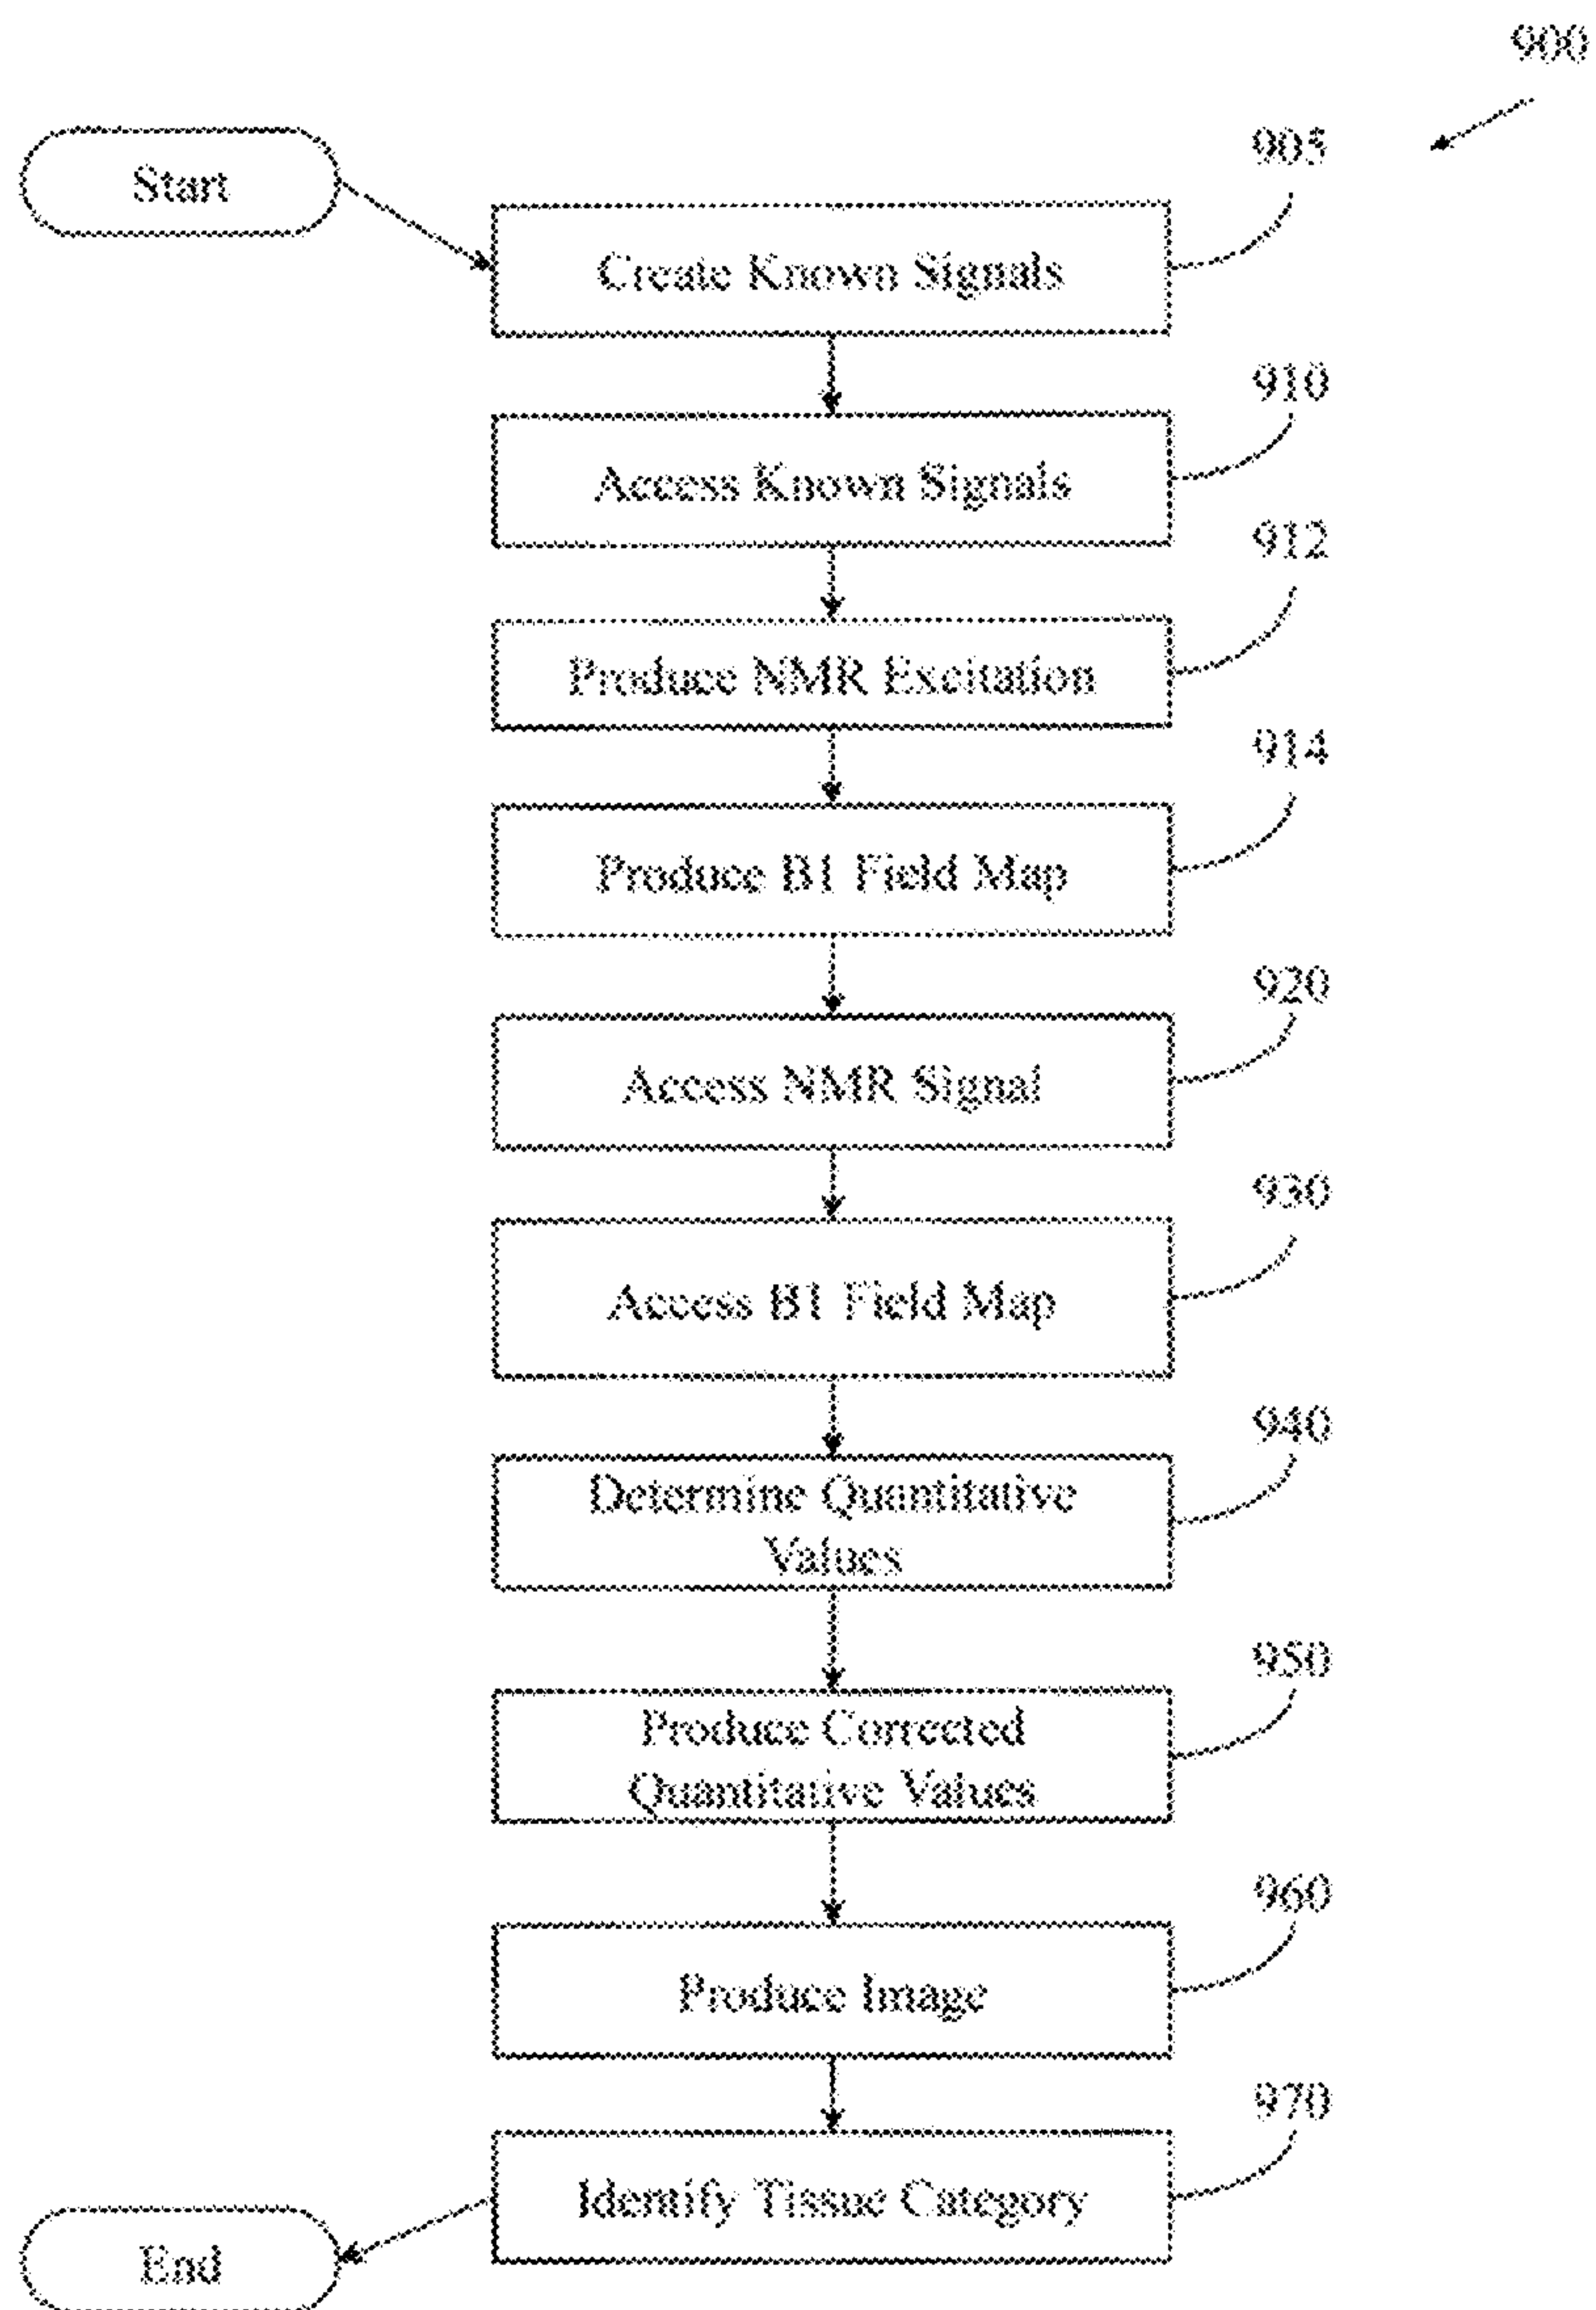 900
Start
905
Create Known Signals
910
Access Known Signals
912
Produce NMR Excitation
914
Produce B1 Field Map
920
Access NMR Signal
930
Access B1 Field Map
940
Determine Quantitative
Values
950
Produce Corrected
Quantitative Values
960
Produce Image
970
Identify Tissue Category
End